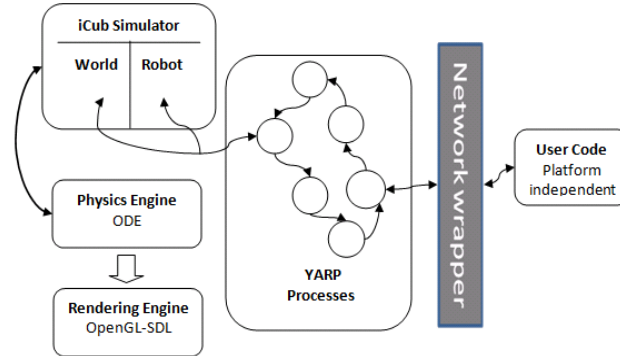 iCub Simulator
World
Robot
Physics Engine
ODE
Rendering Engine
OpenGL-SDL
YARP
Processes
Network wrapper
User Code
Platform
independent